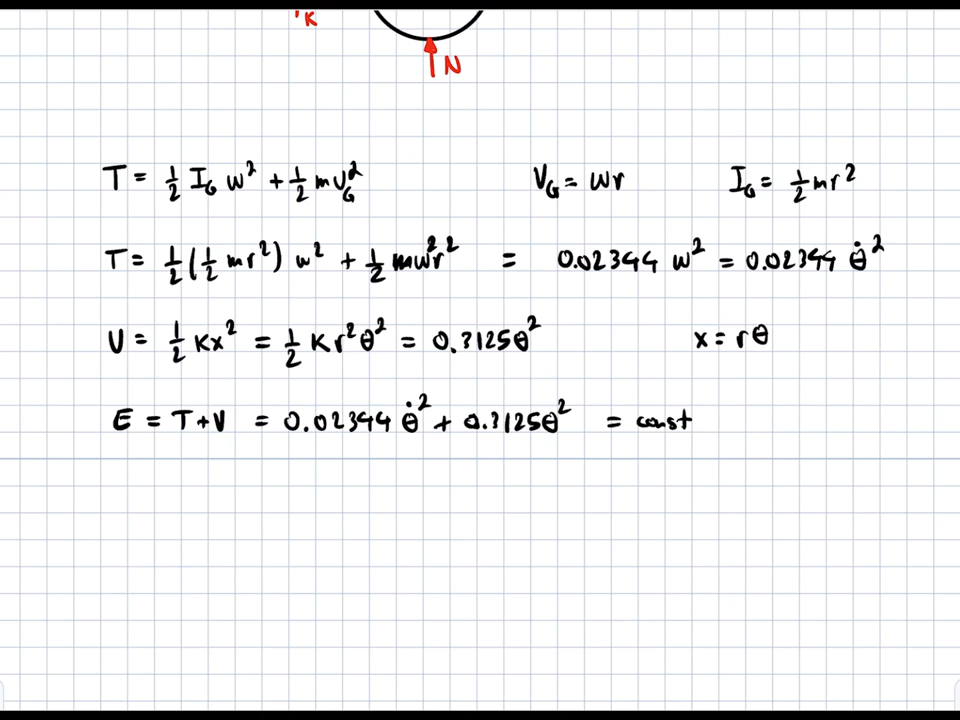 K
N
T = 1/2 I_G ω² + 1/2 m v_G² V_G = ωr I_G = 1/2 mr²
T = 1/2 (1/2 mr²) ω² + 1/2 mω²r² = 0.02344 ω² = 0.02344 θ̇²
V = 1/2 Kx² = 1/2 Kr²θ² = 0.3125θ² x = rθ
E = T+V = 0.02344 θ̇² + 0.3125θ² = const